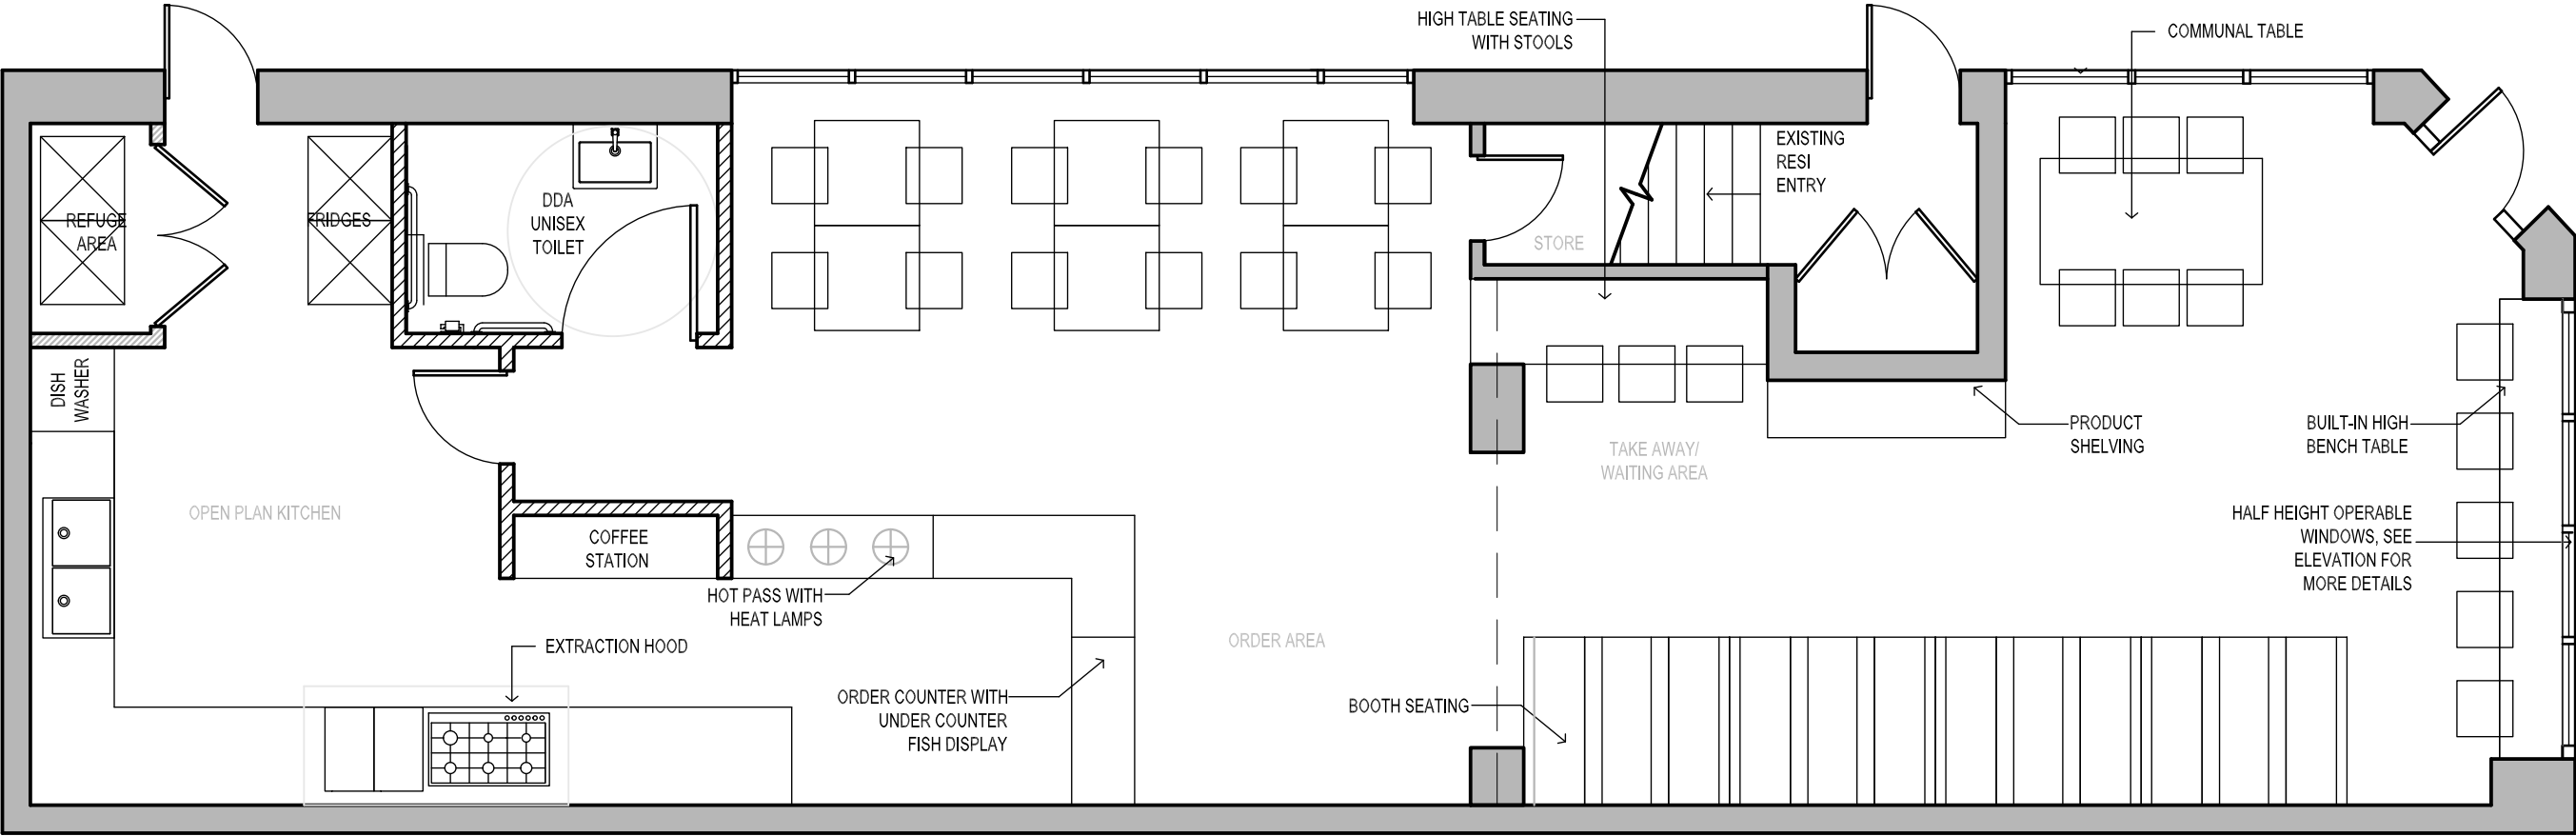 HIGH TABLE SEATING
WITH STOOLS
COMMUNAL TABLE
EXISTING
RESI
ENTRY
REFUGE
AREA
FRIDGES
DDA
UNISEX
TOILET
STORE
DISH
WASHER
PRODUCT
SHELVING
BUILT-IN HIGH
BENCH TABLE
TAKE AWAY/
WAITING AREA
OPEN PLAN KITCHEN
COFFEE
STATION
HALF HEIGHT OPERABLE
WINDOWS, SEE
ELEVATION FOR
MORE DETAILS
HOT PASS WITH
HEAT LAMPS
EXTRACTION HOOD
ORDER AREA
ORDER COUNTER WITH
UNDER COUNTER
FISH DISPLAY
BOOTH SEATING